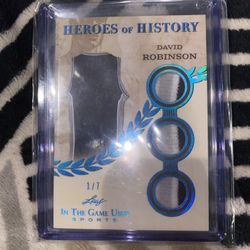 HEROES OF HISTORY
DAVID
ROBINSON
1/7
Leaf
IN THE GAME USED
SPORTS